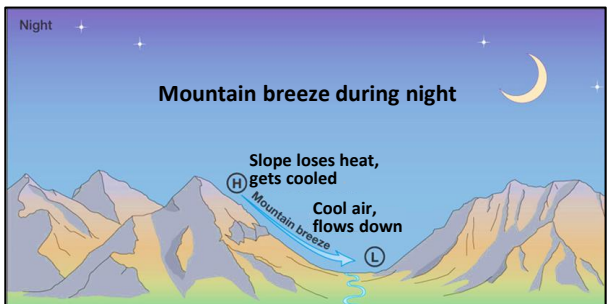 Night
Mountain breeze during night
Slope loses heat,
gets cooled
H
Mountain breeze
Cool air,
flows down
L